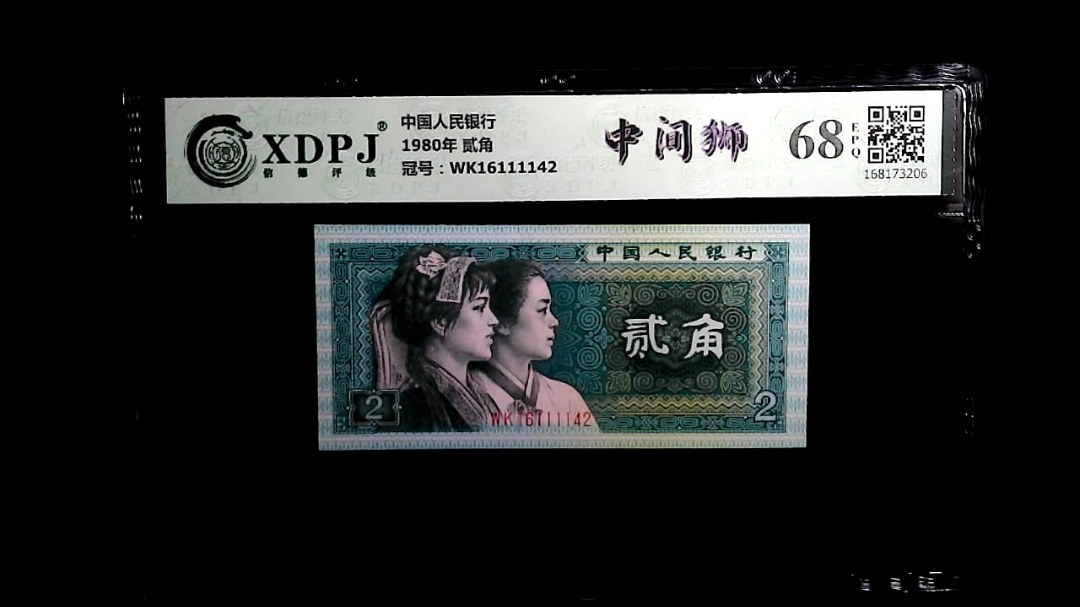 XDPJ®
信德评级
中国人民银行
1980年 贰角
冠号：WK16111142
中间狮
68
EPQ
168173206
中国人民银行
贰角
2
WK16111142
2